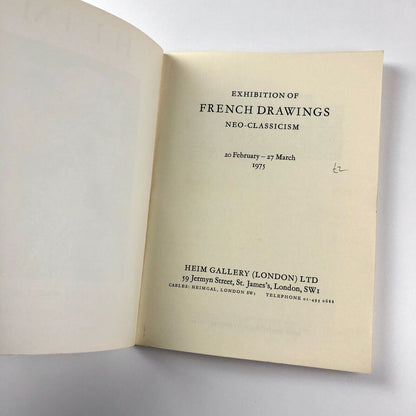 EXHIBITION OF
FRENCH DRAWINGS
NEO-CLASSICISM
20 February – 27 March
1975
£2
HEIM GALLERY (LONDON) LTD
59 Jermyn Street, St. James's, London, SW1
CABLES: HEIMGAL, LONDON SW1 TELEPHONE 01-493 0688